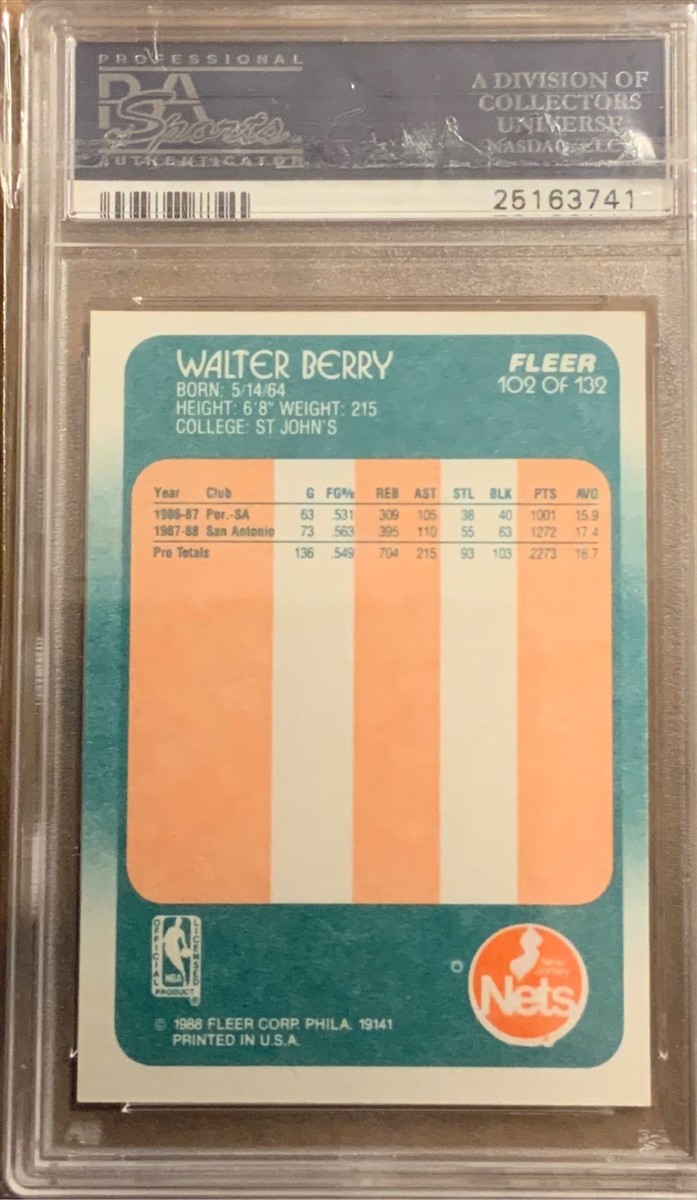 PROFESSIONAL
PSA
Sports
AUTHENTICATOR
A DIVISION OF
COLLECTORS
UNIVERSE
NASDAQ: CLCT
25163741
WALTER BERRY
BORN: 5/14/64
HEIGHT: 6'8" WEIGHT: 215
COLLEGE: ST JOHN'S
FLEER
102 OF 132
Year Club G FG% REB AST STL BLK PTS AVG
1986-87 Por.-SA 63 .531 309 105 38 40 1001 15.9
1987-88 San Antonio 73 .563 395 110 55 63 1272 17.4
Pro Totals 136 .549 704 215 93 103 2273 16.7
OFFICIAL
LICENSED
NBA
PRODUCT
®
New
Jersey
Nets
© 1988 FLEER CORP. PHILA. 19141
PRINTED IN U.S.A.